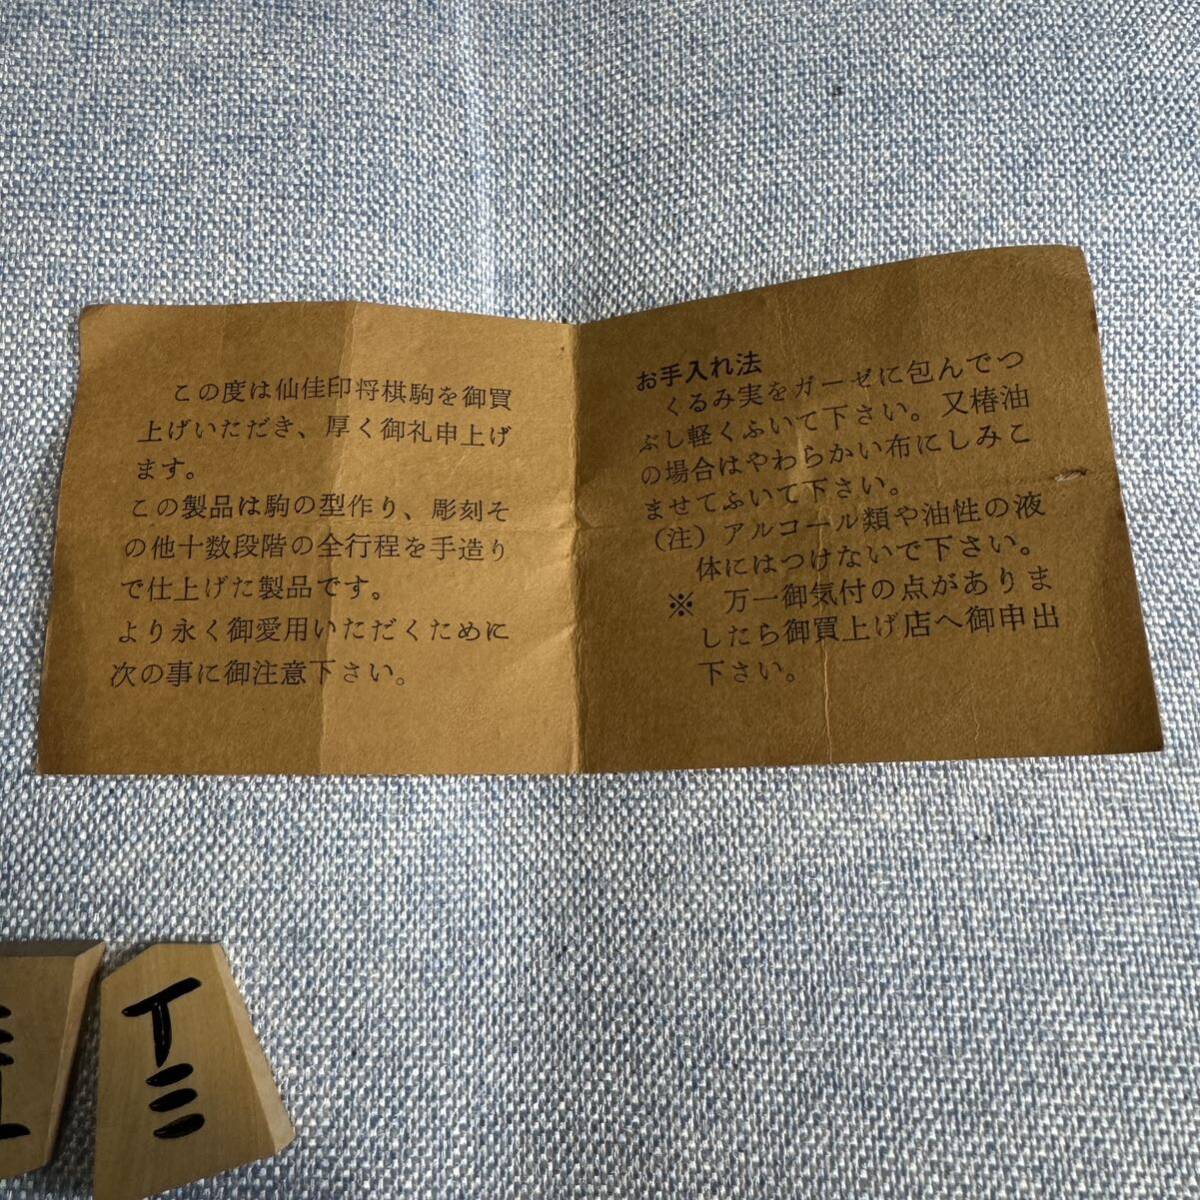 この度は仙佳印将棋駒を御買
上げいただき、厚く御礼申上げ
ます。
この製品は駒の型作り、彫刻そ
の他十数段階の全行程を手造り
で仕上げた製品です。
より永く御愛用いただくために
次の事に御注意下さい。
お手入れ法
くるみ実をガーゼに包んでつ
ぶし軽くふいて下さい。又椿油
の場合はやわらかい布にしみこ
ませてふいて下さい。
(注)アルコール類や油性の液
体にはつけないで下さい。
※ 万一御気付の点がありま
したら御買上げ店へ御申出
下さい。